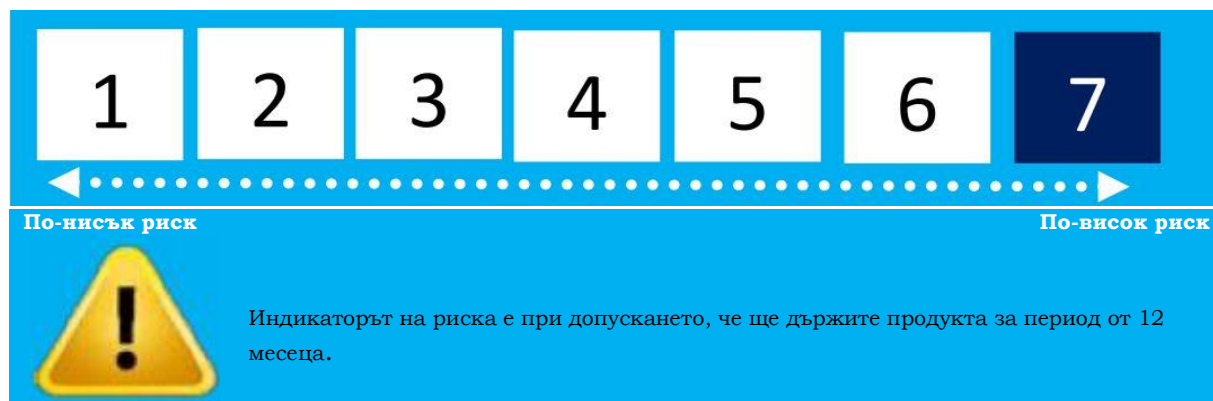 1 2 3 4 5 6 7
По-нисък риск По-висок риск
Индикаторът на риска е при допускането, че ще държите продукта за период от 12
месеца.